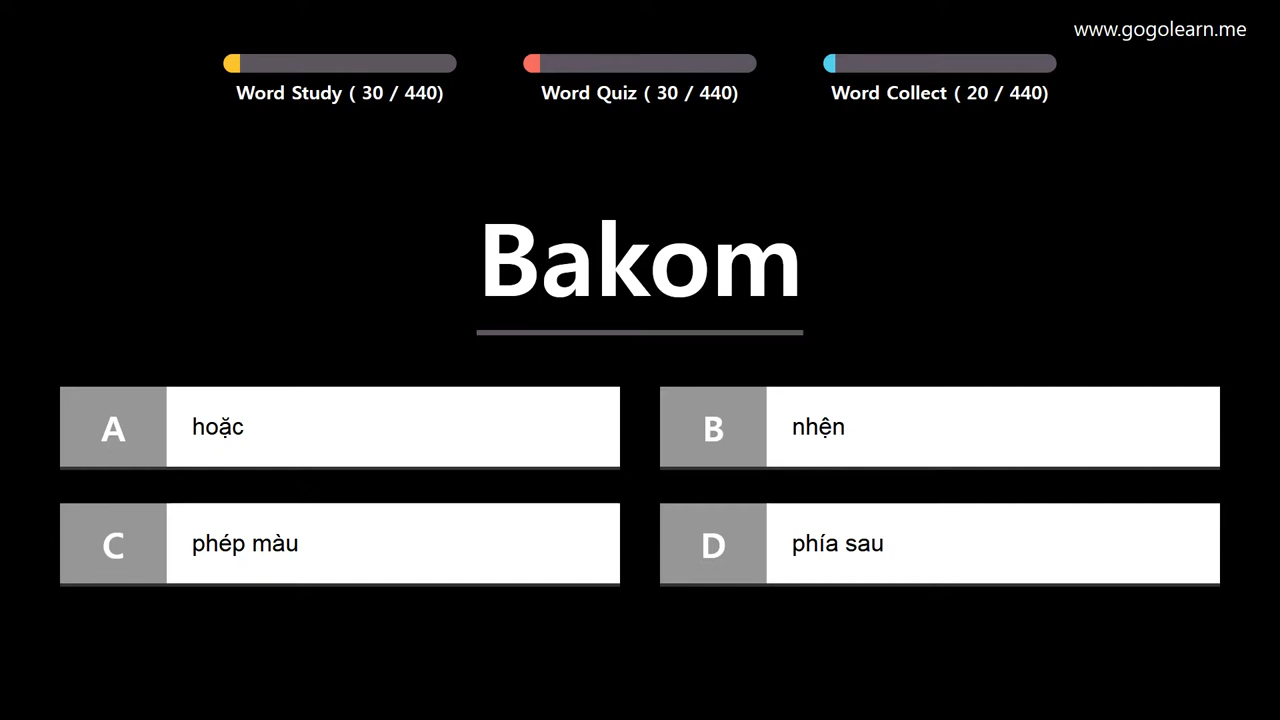 www.gogolearn.me
Word Study ( 30 / 440)
Word Quiz ( 30 / 440)
Word Collect ( 20 / 440)
Bakom
A
hoặc
B
nhện
C
phép màu
D
phía sau